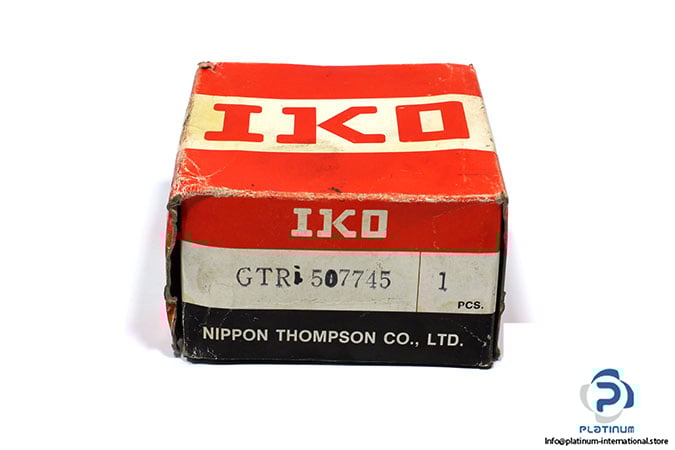 IKO
IKO
GTRi 507745 1
PCS.
NIPPON THOMPSON CO., LTD.
PLATINUM
Info@platinum-international.store